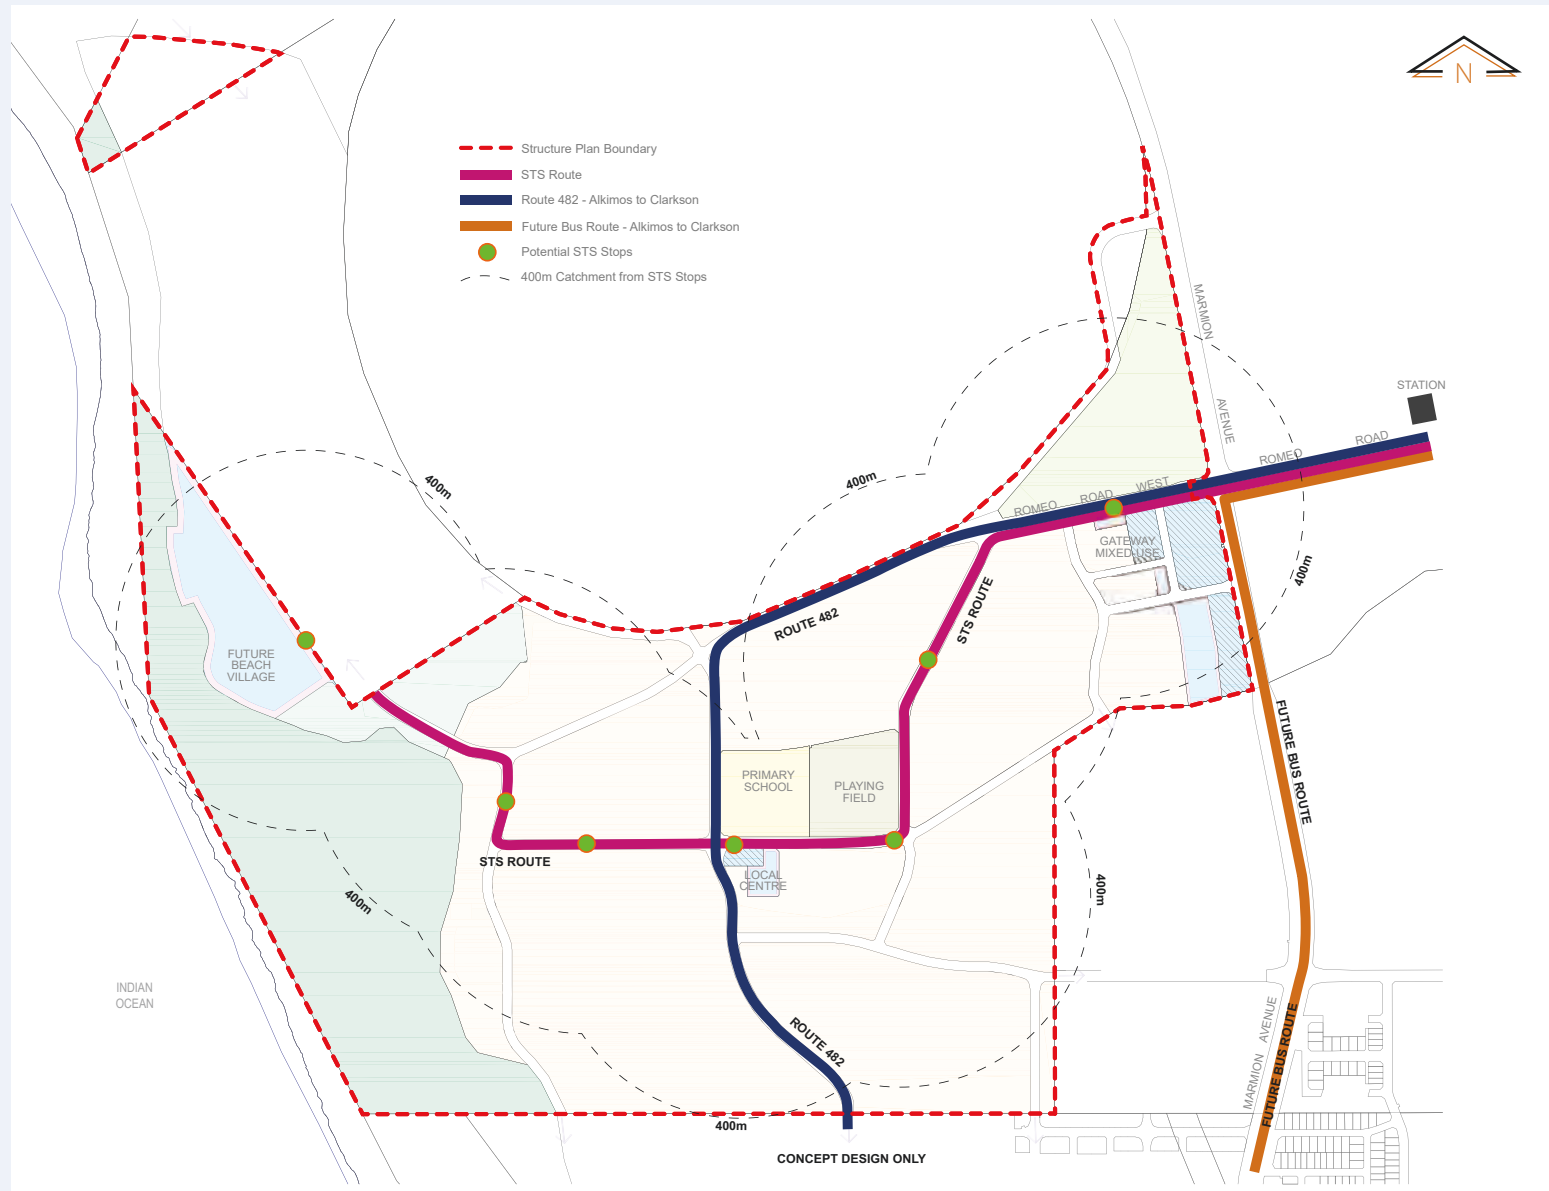 N
Structure Plan Boundary
STS Route
Route 482 - Alkimos to Clarkson
Future Bus Route - Alkimos to Clarkson
Potential STS Stops
400m Catchment from STS Stops
MARMION
AVENUE
STATION
ROMEO
ROAD
ROMEO
ROAD
WEST
GATEWAY
MIXED-USE
400m
400m
400m
ROUTE 482
STS ROUTE
FUTURE
BEACH
VILLAGE
FUTURE BUS ROUTE
PRIMARY
SCHOOL
PLAYING
FIELD
STS ROUTE
LOCAL
CENTRE
400m
400m
INDIAN
OCEAN
ROUTE 482
MARMION
AVENUE
FUTURE BUS ROUTE
400m
CONCEPT DESIGN ONLY